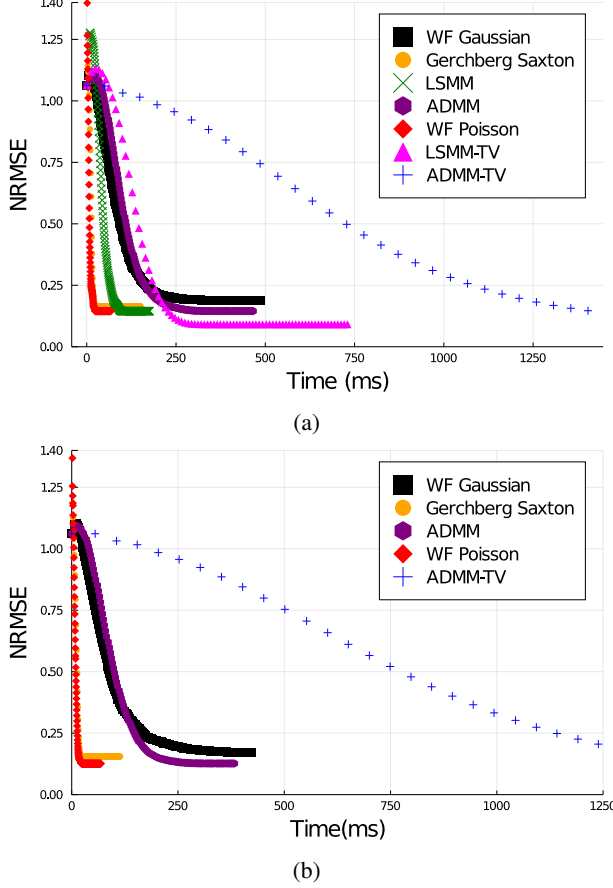 1.40
1.25
1.00
0.75
0.50
0.25
0.00
NRMSE
WF Gaussian
Gerchberg Saxton
LSMM
ADMM
WF Poisson
LSMM-TV
ADMM-TV
0 250 500 750 1000 1250
Time (ms)
(a)
1.40
1.25
1.00
0.75
0.50
0.25
0.00
NRMSE
WF Gaussian
Gerchberg Saxton
ADMM
WF Poisson
ADMM-TV
0 250 500 750 1000 1250
Time(ms)
(b)